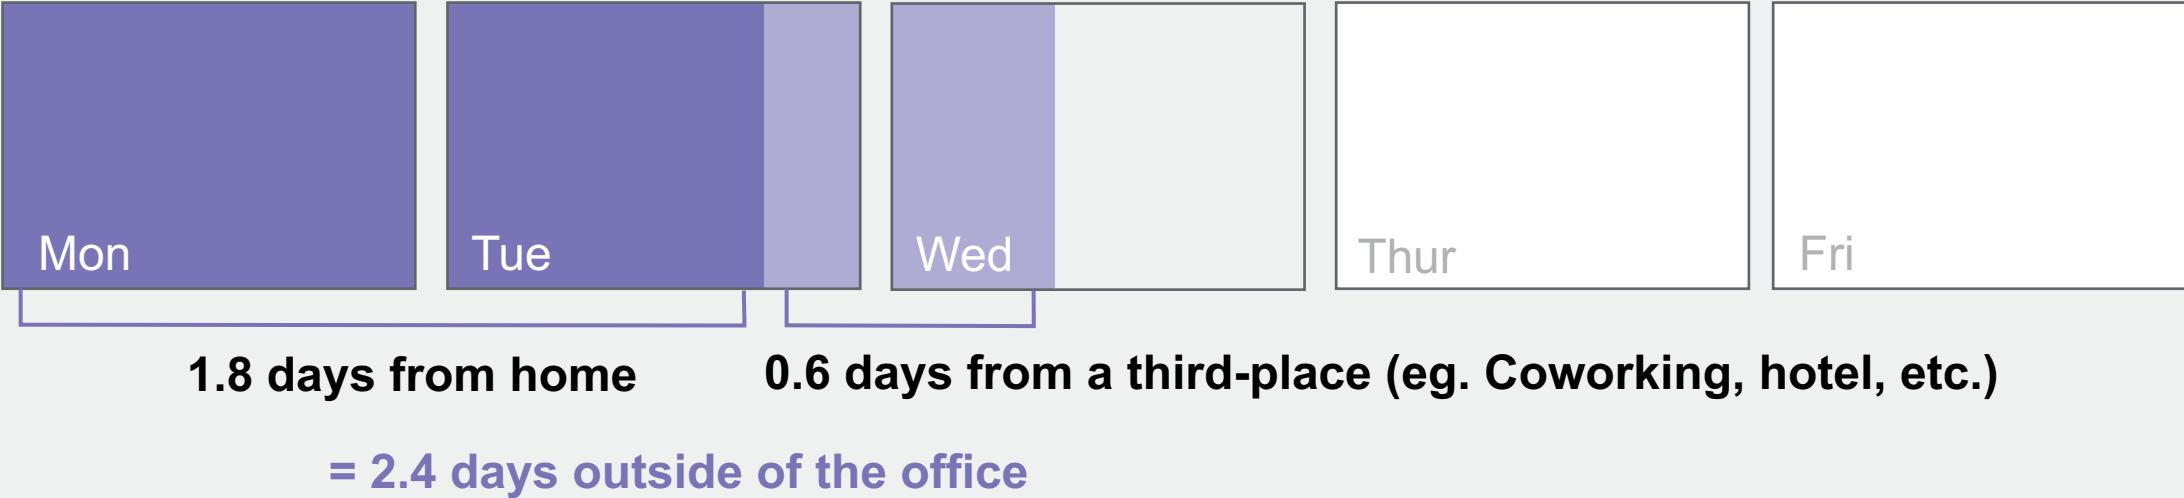 Mon
Tue
Wed
Thur
Fri
1.8 days from home
0.6 days from a third-place (eg. Coworking, hotel, etc.)
= 2.4 days outside of the office